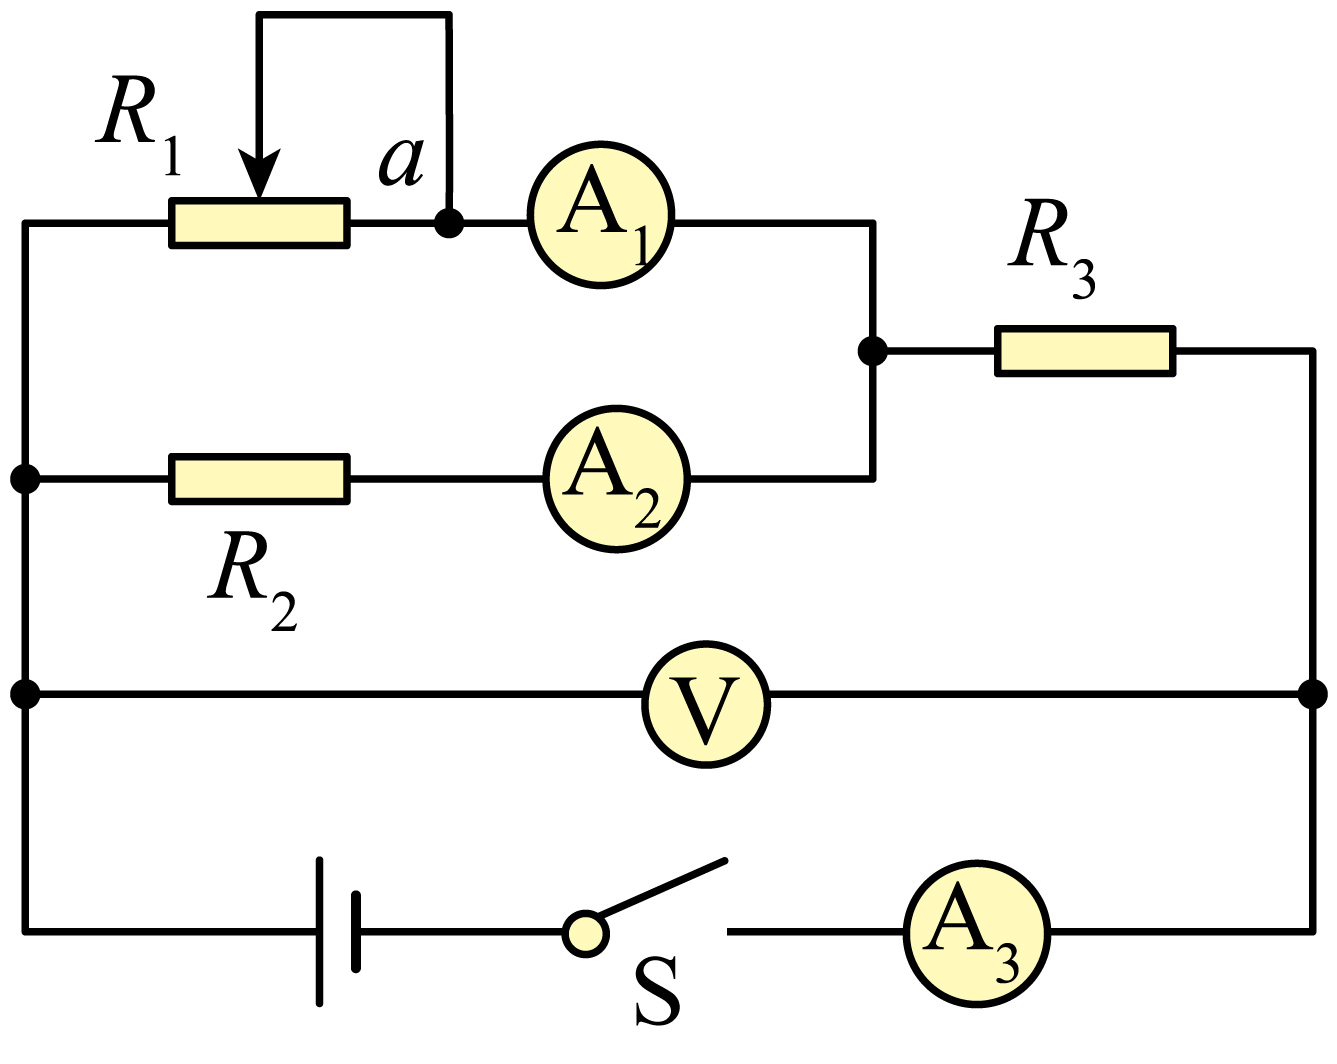 R₁
a
A₁
R₃
A₂
R₂
V
A₃
S